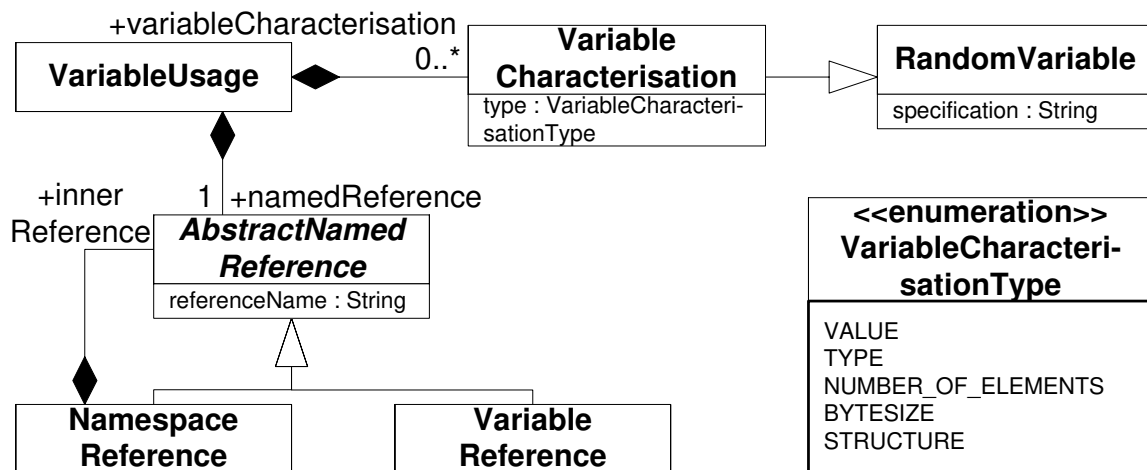 +variableCharacterisation
0..*
VariableUsage
Variable
Characterisation
type : VariableCharacteri-
sationType
RandomVariable
specification : String
+inner
Reference
1
+namedReference
AbstractNamed
Reference
referenceName : String
<<enumeration>>
VariableCharacteri-
sationType
VALUE
TYPE
NUMBER_OF_ELEMENTS
BYTESIZE
STRUCTURE
Namespace
Reference
Variable
Reference